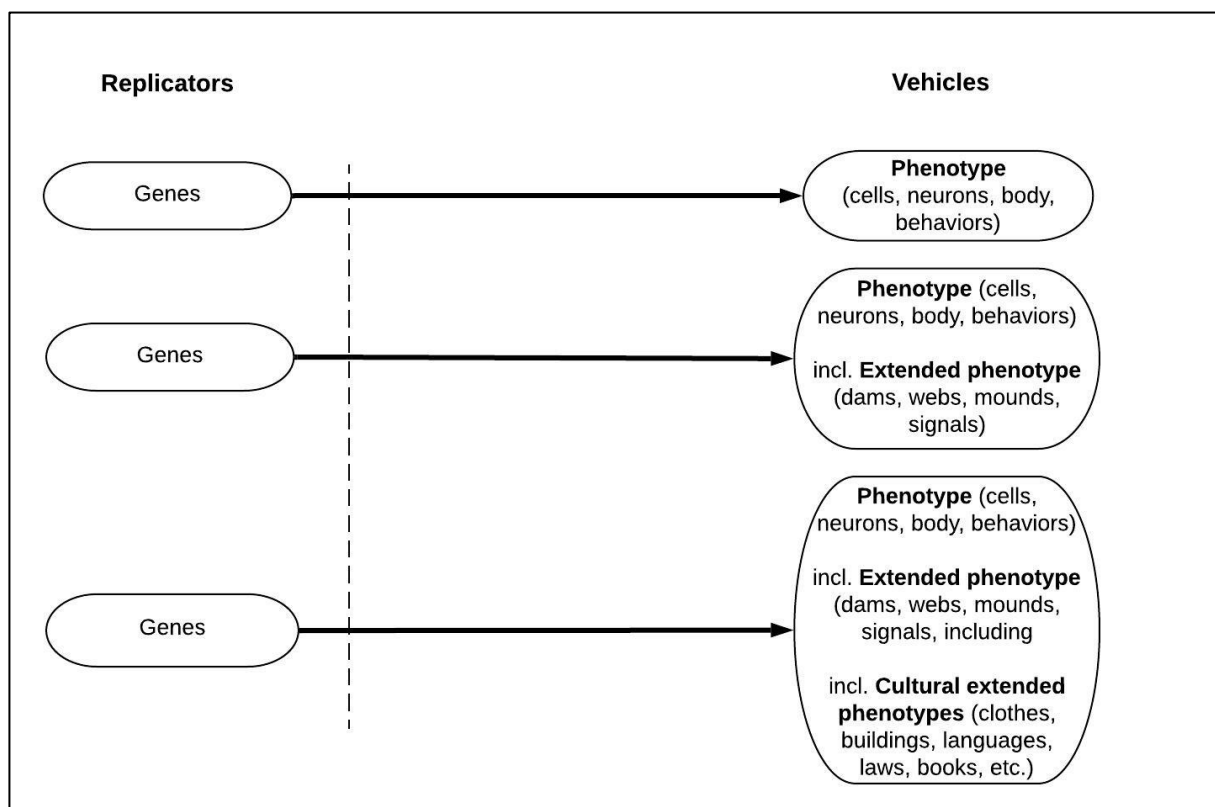 Replicators
Vehicles
Genes
Phenotype
(cells, neurons, body,
behaviors)
Genes
Phenotype (cells,
neurons, body, behaviors)
incl. Extended phenotype
(dams, webs, mounds,
signals)
Genes
Phenotype (cells,
neurons, body, behaviors)
incl. Extended phenotype
(dams, webs, mounds,
signals, including
incl. Cultural extended
phenotypes (clothes,
buildings, languages,
laws, books, etc.)